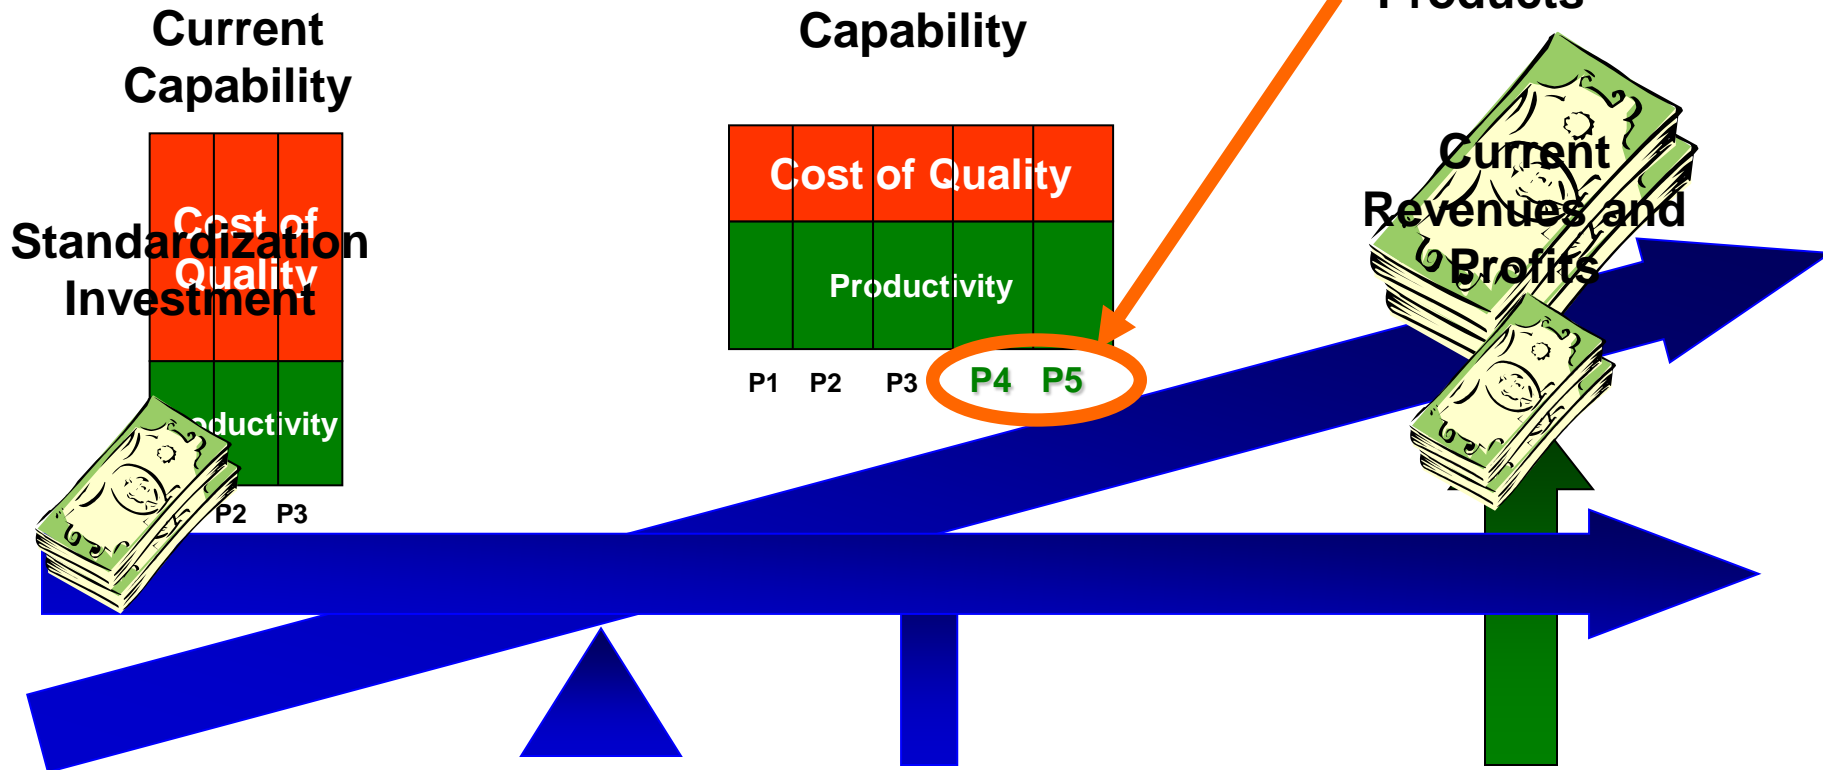 Current
Capability
Cost of
Quality
Standardization
Investment
P2 P3
Capability
Cost of Quality
Productivity
P1 P2 P3 P4 P5
Products
Current
Revenues and
Profits